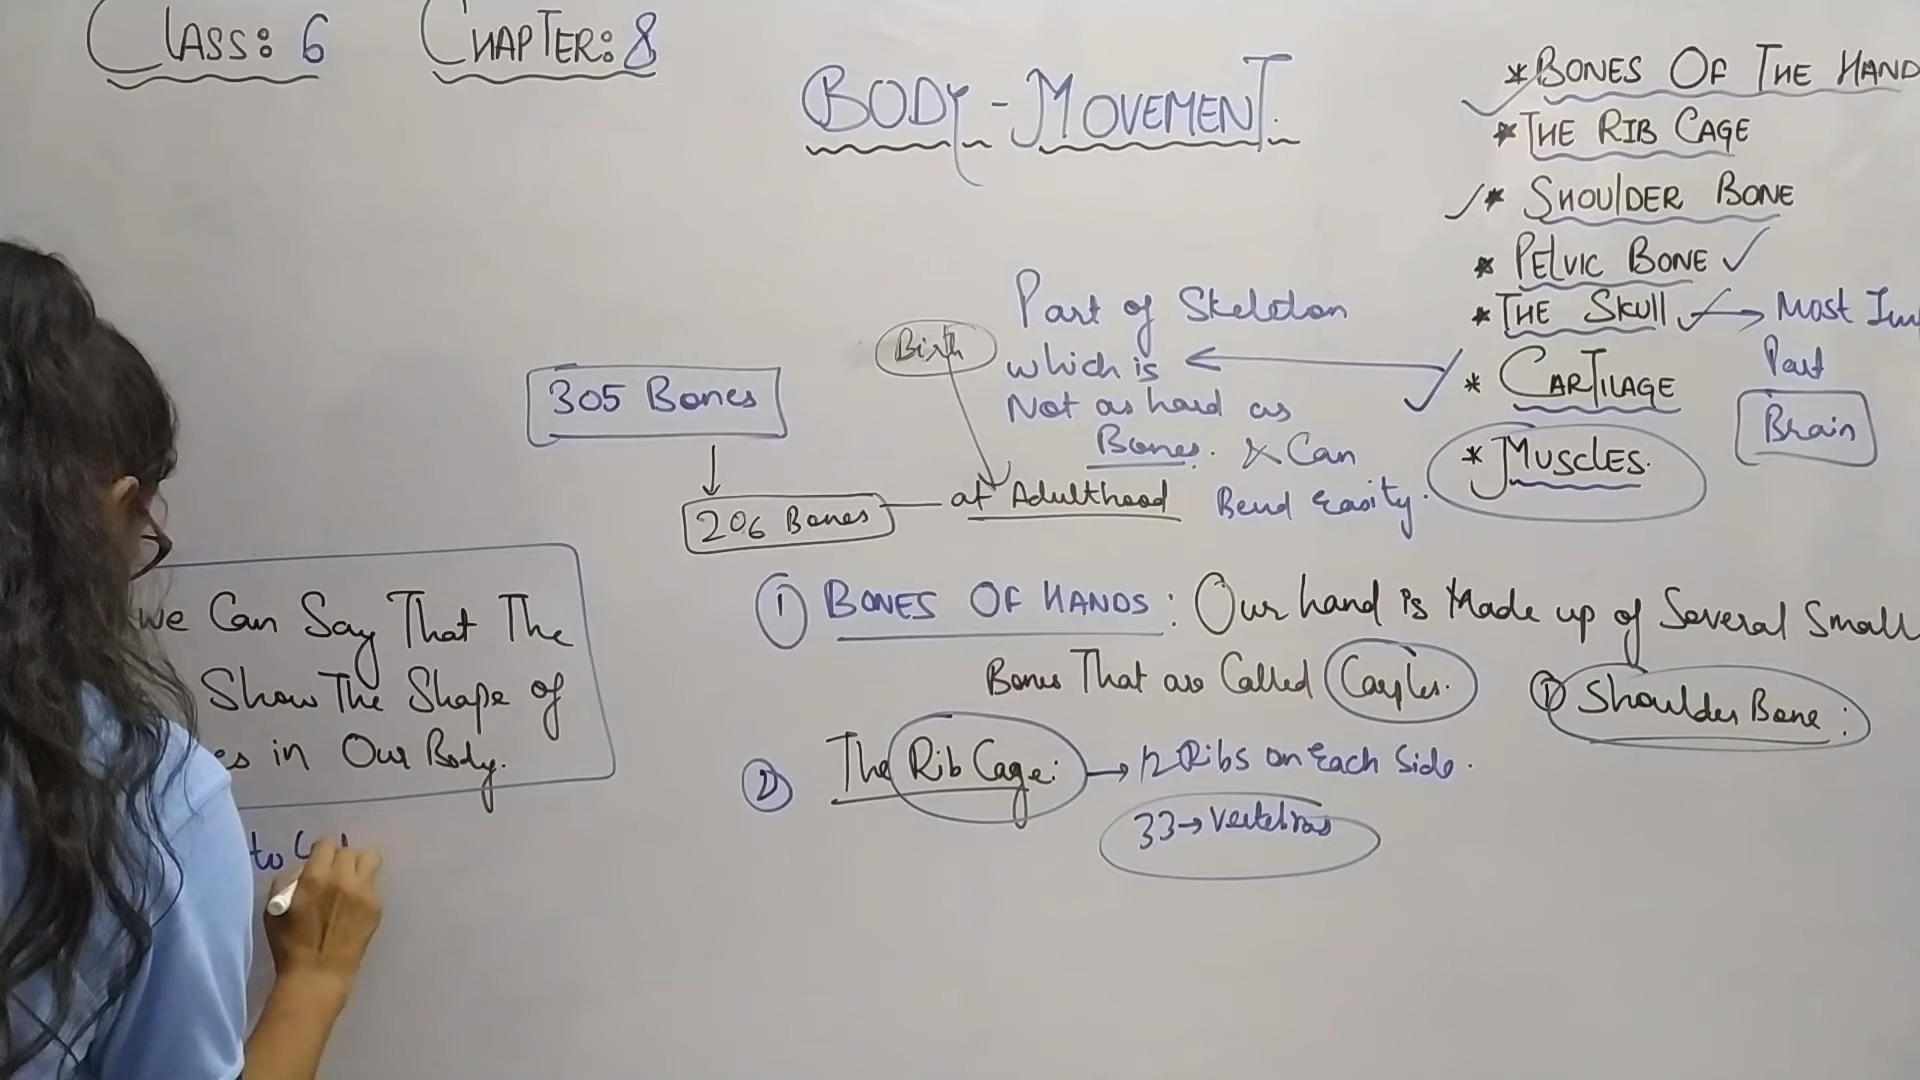 CLASS: 6
CHAPTER: 8
BODY - MOVEMENT.
* BONES OF THE HAND
* THE RIB CAGE
* SHOULDER BONE
* PELVIC BONE
* THE SKULL → Most
Part
Brain
* CARTILAGE
* MUSCLES.
Part of Skeleton
which is
Not as hard as
Bones. & Can
Bend Easity.
Birth
305 Bones
206 Bones — at Adulthood
we Can Say That The
Show The Shape of
in Our Body.
to
① BONES OF HANDS : Our hand is Made up of Several Small
Bones That are Called
① Shoulder Bone :
② The Rib Cage: → 12 Ribs on Each Side.
33 → Vertebras